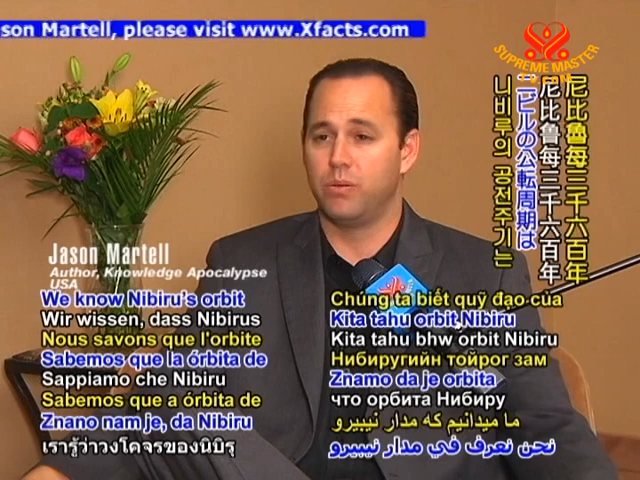 son Martell, please visit www.Xfacts.com
SUPREME MASTER
尼比魯每三千六百年
尼比鲁每三千六百年
ニビルの公転周期は
니비루의 공전주기는
Jason Martell
Author, Knowledge Apocalypse
USA
We know Nibiru's orbit
Wir wissen, dass Nibirus
Nous savons que l'orbite
Sabemos que la órbita de
Sappiamo che Nibiru
Sabemos que a órbita de
Znano nam je, da Nibiru
เรารู้ว่าวงโคจรของนิบิรุ
Chúng ta biết quỹ đạo của
Kita tahu orbit Nibiru
Kita tahu bhw orbit Nibiru
Нибиругийн тойрог зам
Znamo da je orbita
что орбита Нибиру
ما میدانیم که مدار نیبیرو
نحن نعرف في مدار نيبيرو